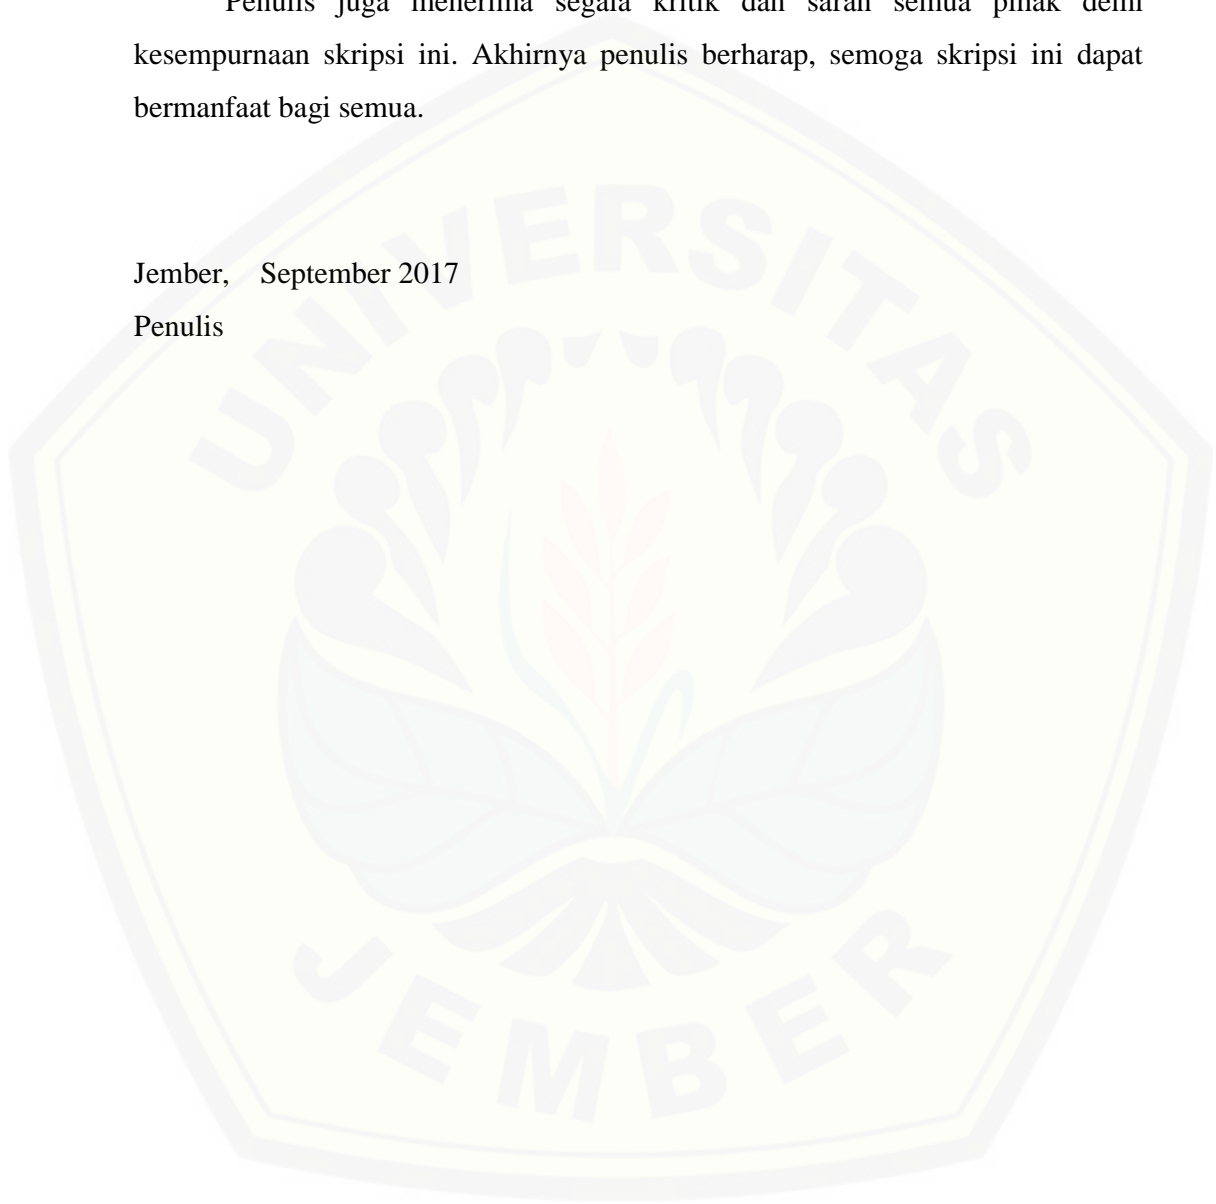 Penulis juga menerima segala kritik dan saran semua pihak demi
kesempurnaan skripsi ini. Akhirnya penulis berharap, semoga skripsi ini dapat
bermanfaat bagi semua.
Jember, September 2017
Penulis
UNIVERSITAS
JEMBER